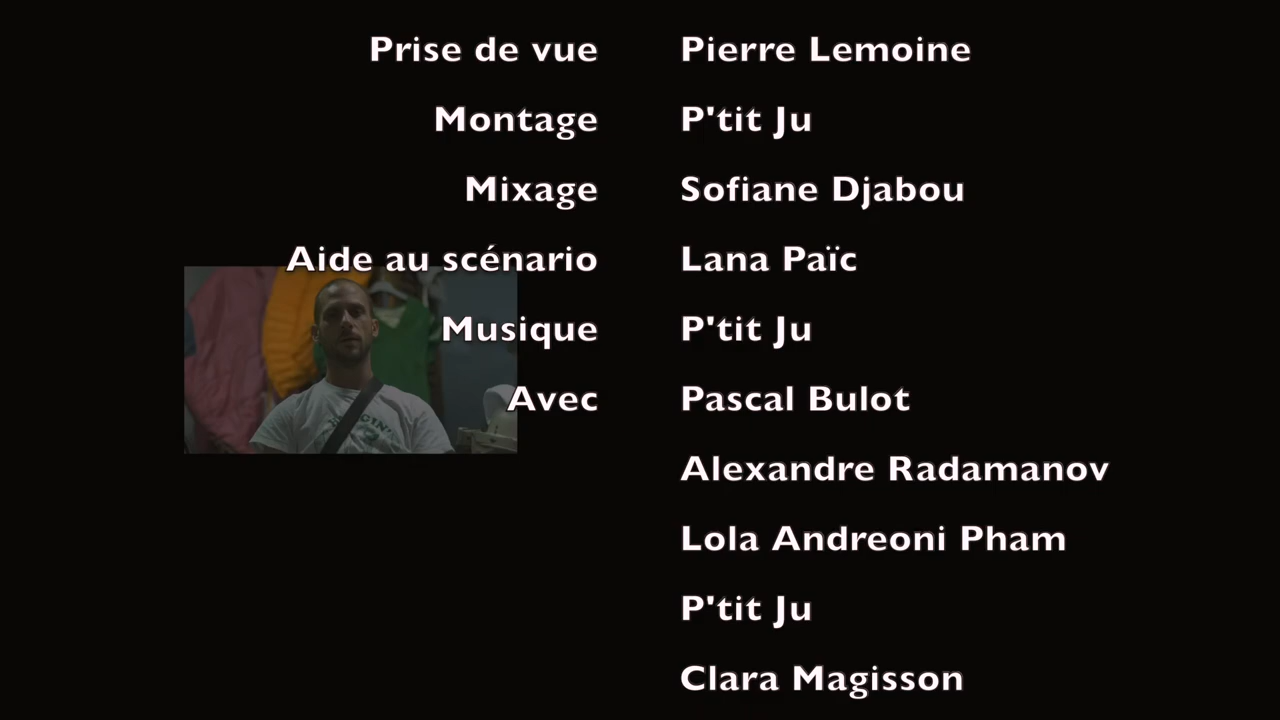 Prise de vue Pierre Lemoine
Montage P'tit Ju
Mixage Sofiane Djabou
Aide au scénario Lana Païc
Musique P'tit Ju
Avec Pascal Bulot
Alexandre Radamanov
Lola Andreoni Pham
P'tit Ju
Clara Magisson